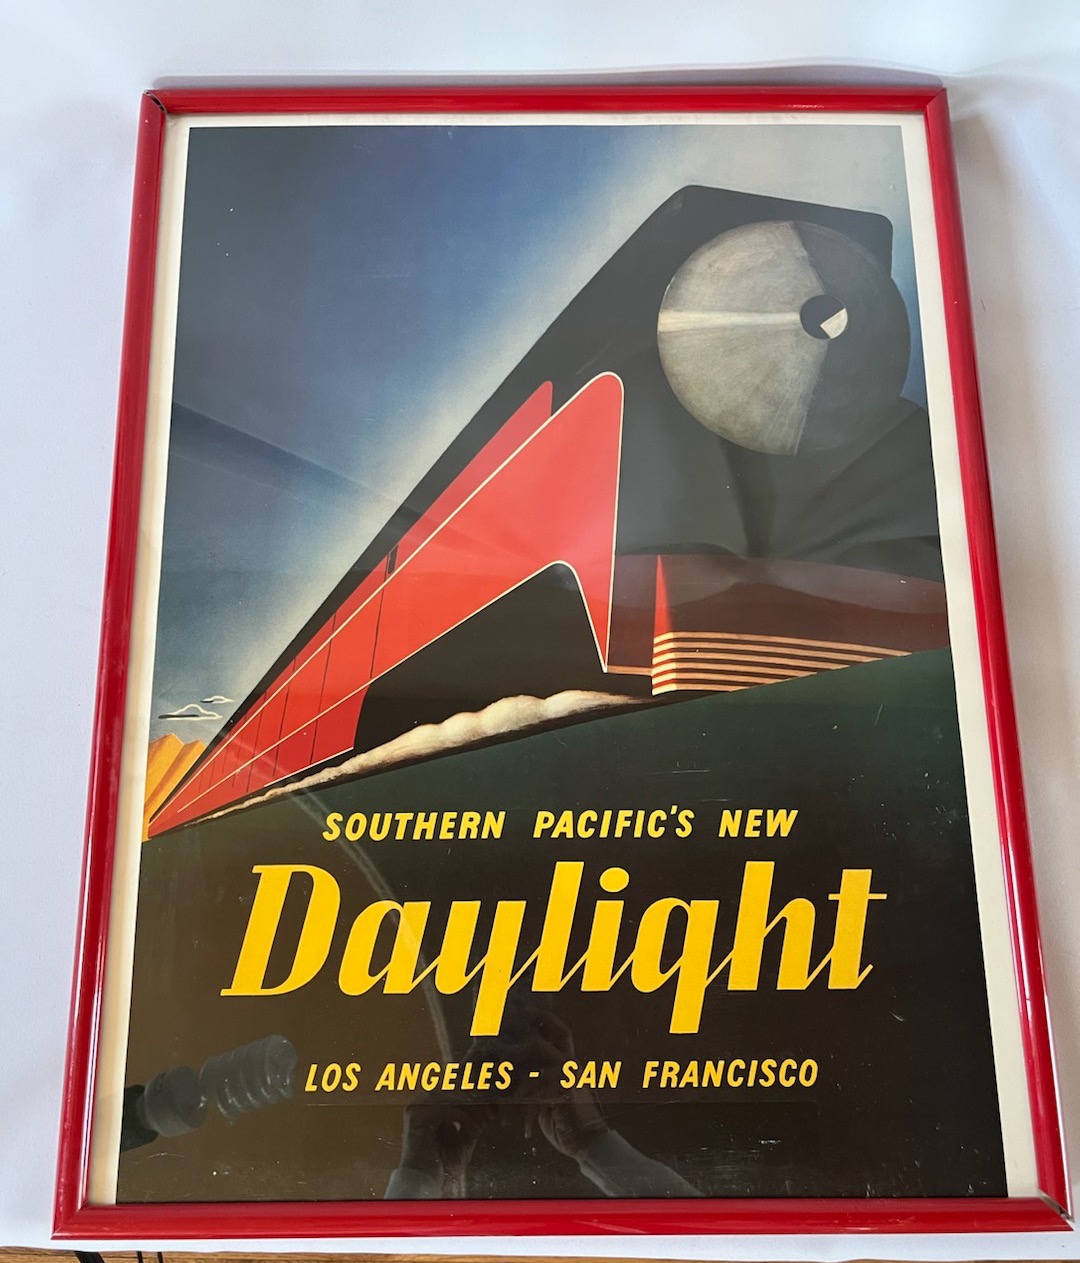 SOUTHERN PACIFIC'S NEW
Daylight
LOS ANGELES - SAN FRANCISCO